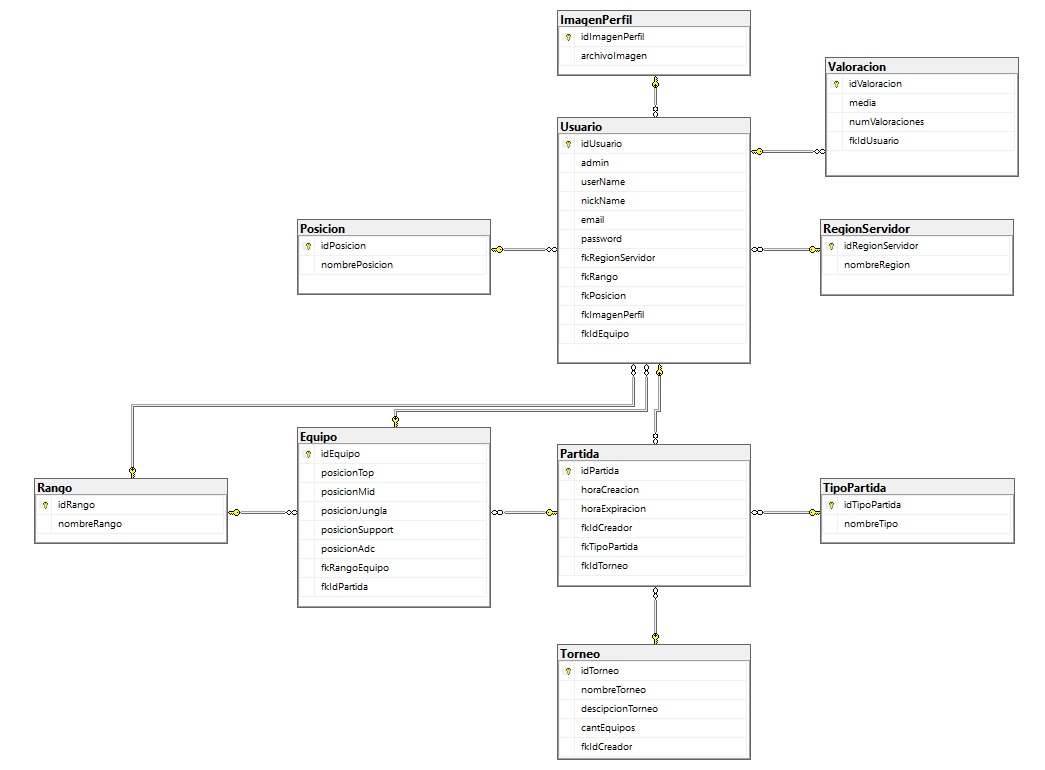 ImagenPerfil
idImagenPerfil
archivoImagen
Valoracion
idValoracion
media
numValoraciones
fkIdUsuario
Usuario
idUsuario
admin
userName
nickName
email
password
fkRegionServidor
fkRango
fkPosicion
fkImagenPerfil
fkIdEquipo
Posicion
idPosicion
nombrePosicion
RegionServidor
idRegionServidor
nombreRegion
Equipo
idEquipo
posicionTop
posicionMid
posicionJungla
posicionSupport
posicionAdc
fkRangoEquipo
fkIdPartida
Partida
idPartida
horaCreacion
horaExpiracion
fkIdCreador
fkTipoPartida
fkIdTorneo
Rango
idRango
nombreRango
TipoPartida
idTipoPartida
nombreTipo
Torneo
idTorneo
nombreTorneo
descipcionTorneo
cantEquipos
fkIdCreador